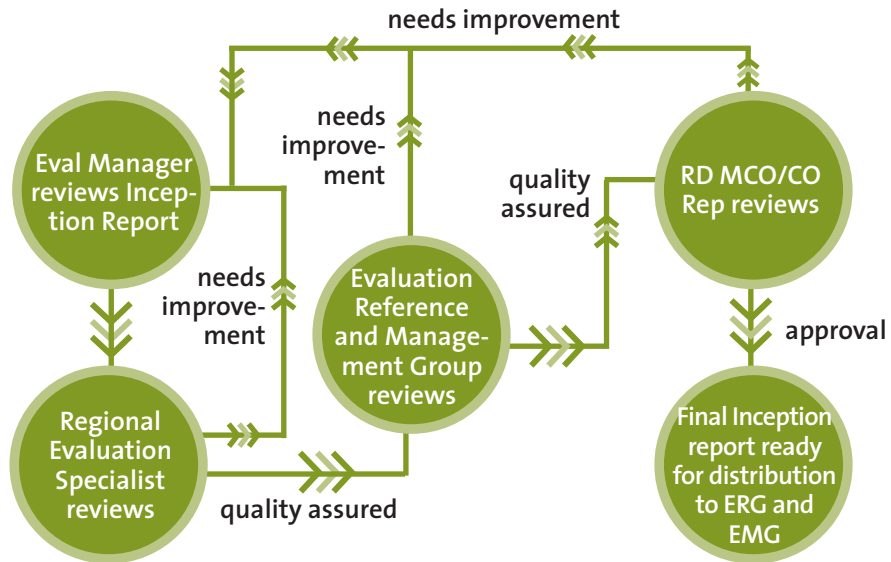 needs improvement
Eval Manager
reviews Incep-
tion Report
needs
improve-
ment
quality
assured
RD MCO/CO
Rep reviews
needs
improve-
ment
Evaluation
Reference
and Manage-
ment Group
reviews
approval
Regional
Evaluation
Specialist
reviews
quality assured
Final Inception
report ready
for distribution
to ERG and
EMG